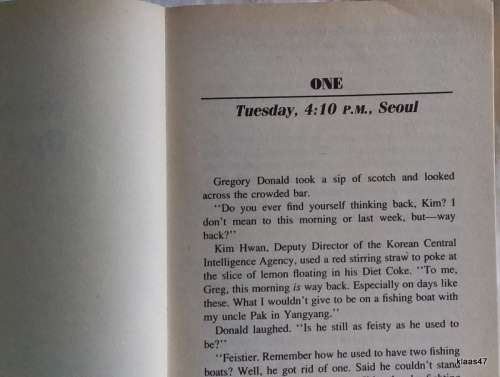 ONE
Tuesday, 4:10 P.M., Seoul
Gregory Donald took a sip of scotch and looked
across the crowded bar.
"Do you ever find yourself thinking back, Kim? I
don't mean to this morning or last week, but—way
back?"
Kim Hwan, Deputy Director of the Korean Central
Intelligence Agency, used a red stirring straw to poke at
the slice of lemon floating in his Diet Coke. "To me,
Greg, this morning is way back. Especially on days like
these. What I wouldn't give to be on a fishing boat with
my uncle Pak in Yangyang."
Donald laughed. "Is he still as feisty as he used to
be?"
"Feistier. Remember how he used to have two fishing
boats? Well, he got rid of one. Said he couldn't stand
klaas47